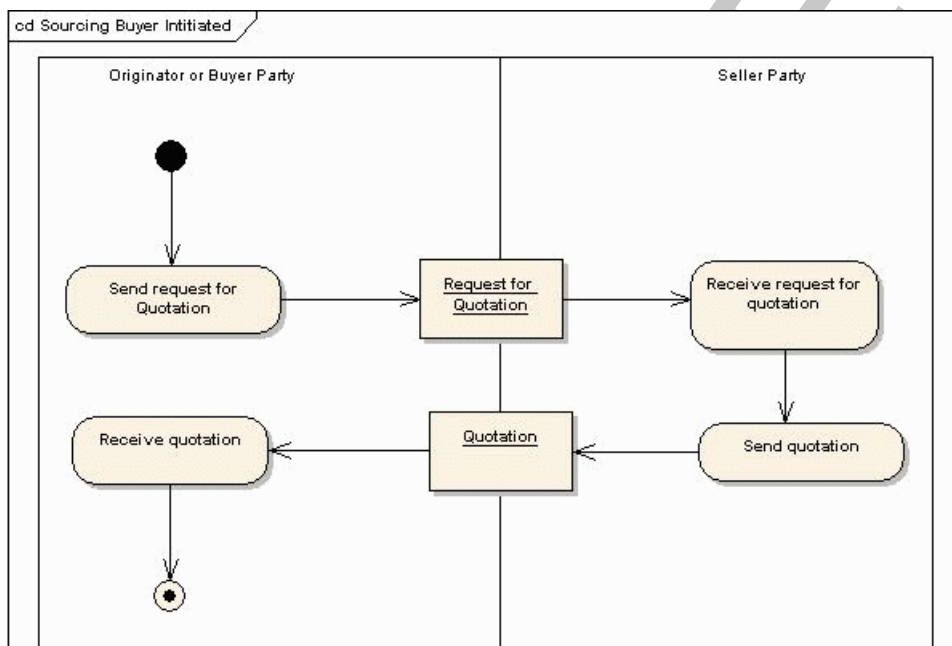 cd Sourcing Buyer Intitiated
Originator or Buyer Party
Seller Party
Send request for
Quotation
Request for
Quotation
Receive request for
quotation
Receive quotation
Quotation
Send quotation